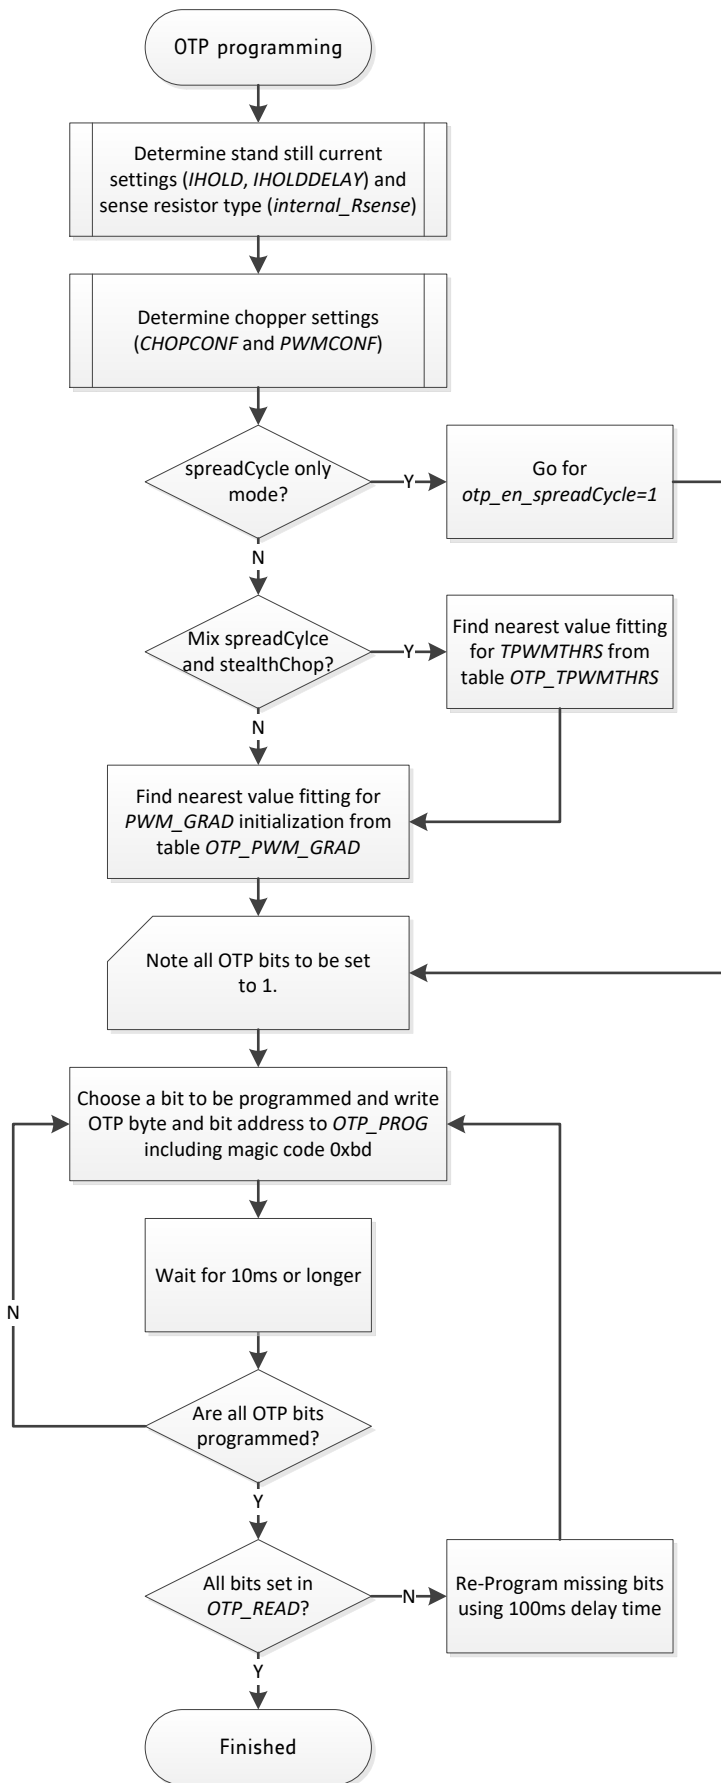 OTP programming
Determine stand still current
settings (IHOLD, IHOLDDELAY) and
sense resistor type (internal_Rsense)
Determine chopper settings
(CHOPCONF and PWMCONF)
spreadCycle only
mode?
Y
Go for
otp_en_spreadCycle=1
N
Mix spreadCylce
and stealthChop?
Y
Find nearest value fitting
for TPWMTHRS from
table OTP_TPWMTHRS
N
Find nearest value fitting for
PWM_GRAD initialization from
table OTP_PWM_GRAD
Note all OTP bits to be set
to 1.
Choose a bit to be programmed and write
OTP byte and bit address to OTP_PROG
including magic code 0xbd
Wait for 10ms or longer
N
Are all OTP bits
programmed?
Y
All bits set in
OTP_READ?
N
Re-Program missing bits
using 100ms delay time
Y
Finished